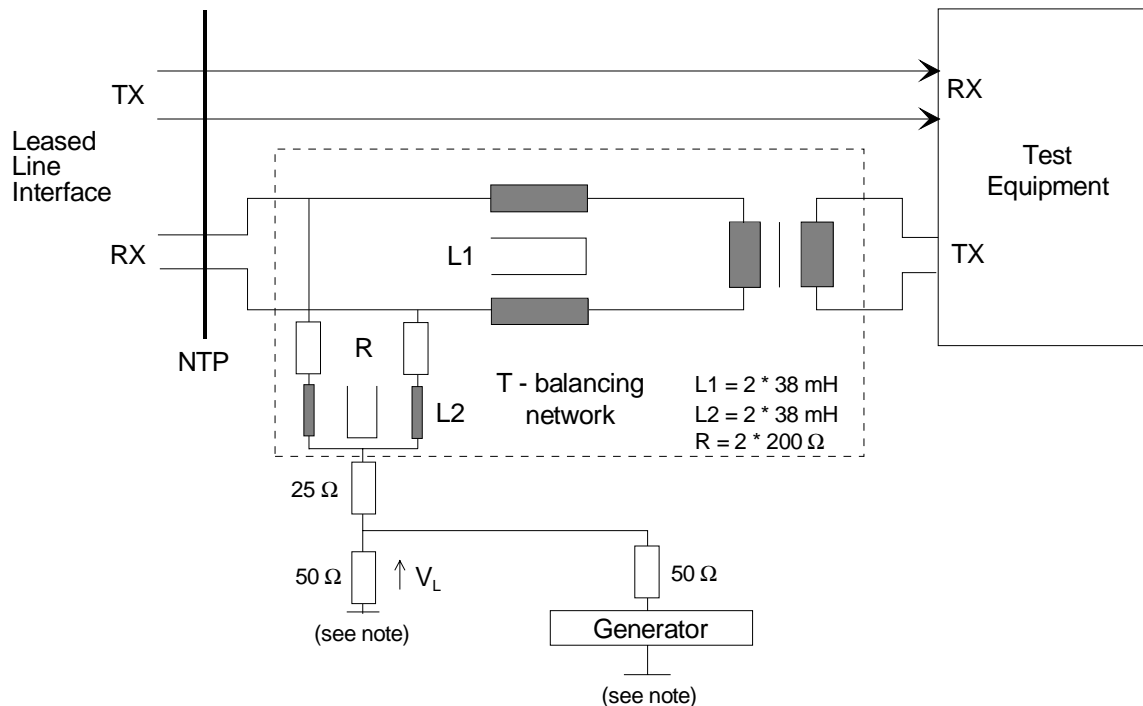 TX
RX
Leased
Line
Interface
Test
Equipment
L1
RX
TX
NTP
R
L2
T - balancing
network
L1 = 2 * 38 mH
L2 = 2 * 38 mH
R = 2 * 200 Ω
25 Ω
50 Ω
VL
50 Ω
(see note)
Generator
(see note)